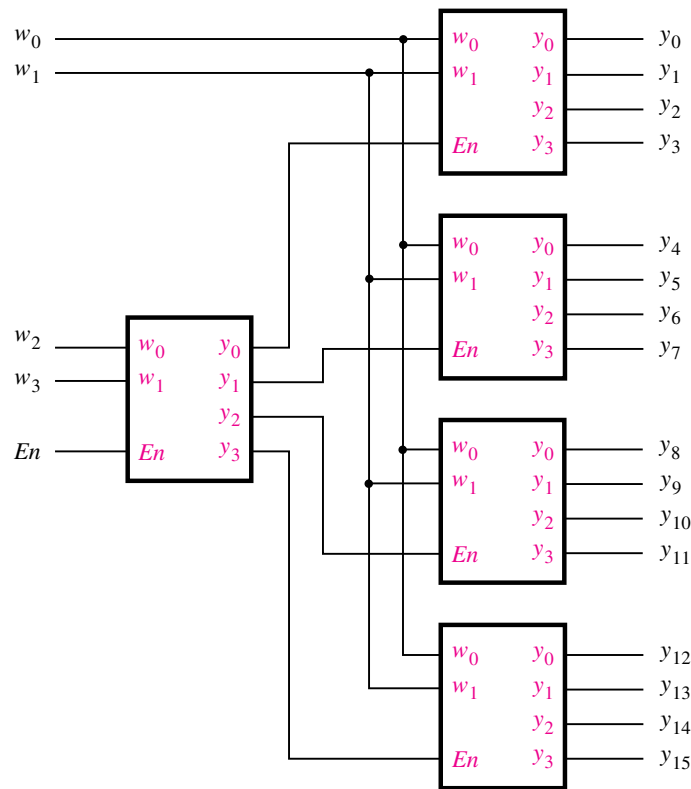 w0 w0 y0 y0
w1 w1 y1 y1
y2 y2
En y3 y3
w0 y0 y4
w1 y1 y5
y2 y6
En y3 y7
w2 w0 y0
w3 w1 y1
y2
En En y3
w0 y0 y8
w1 y1 y9
y2 y10
En y3 y11
w0 y0 y12
w1 y1 y13
y2 y14
En y3 y15